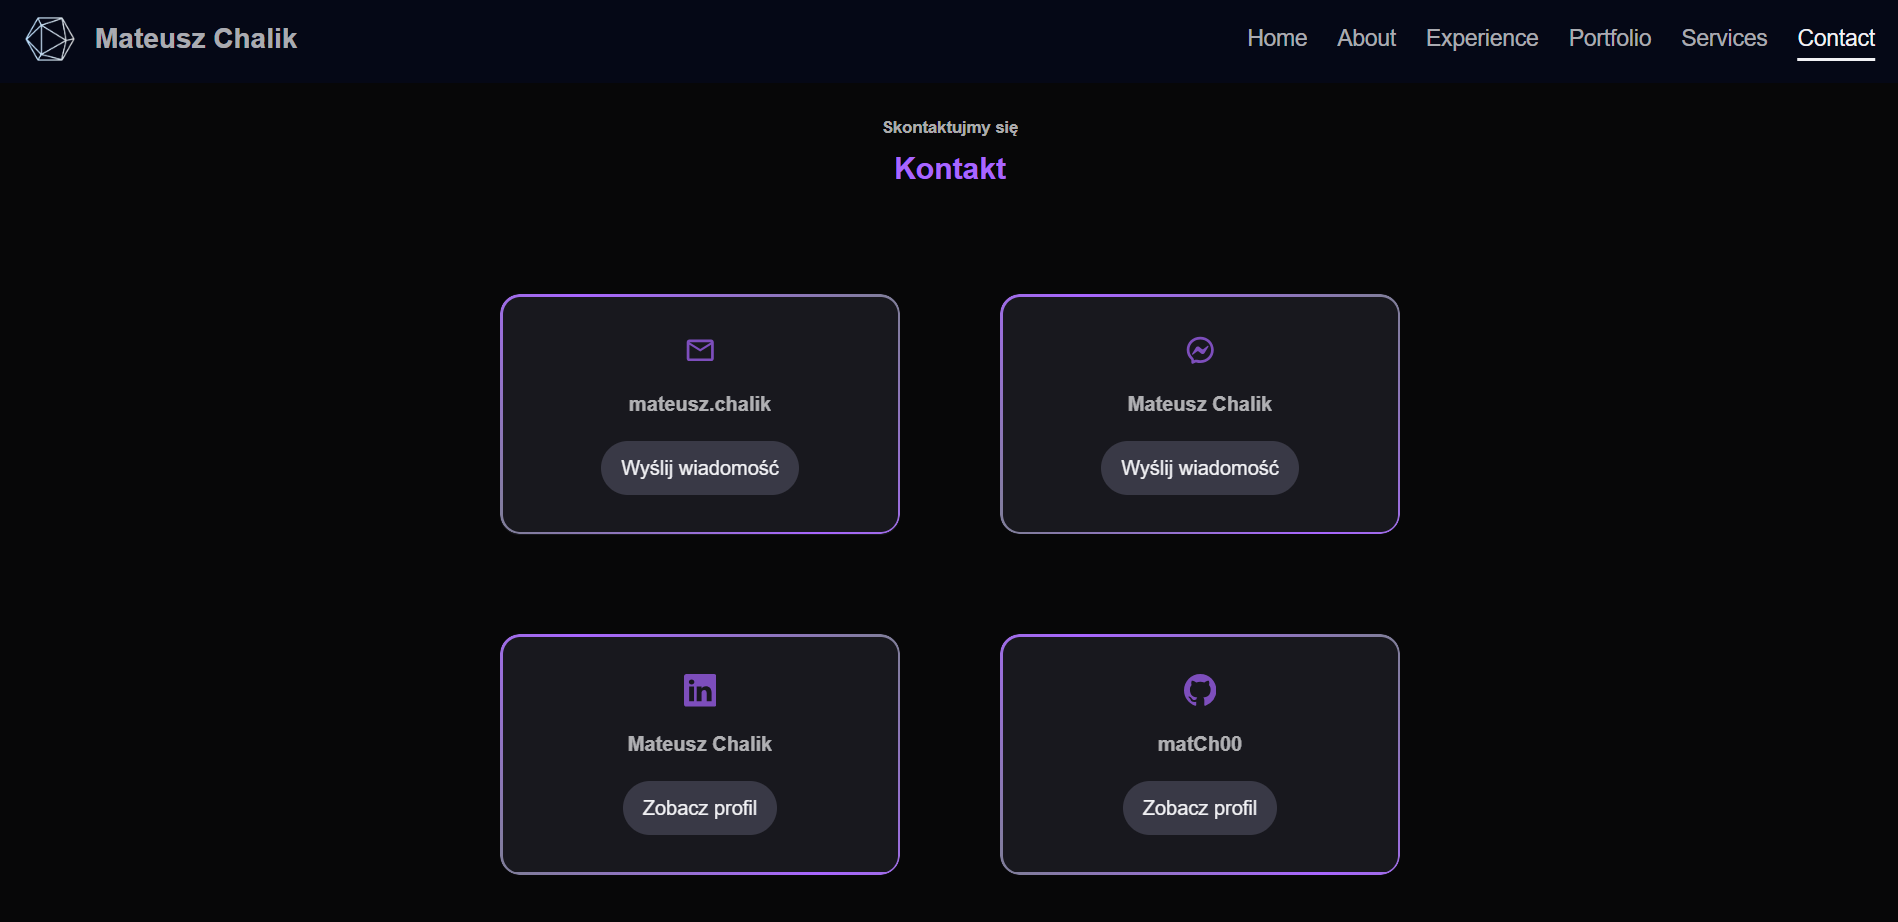 Mateusz Chalik
Home About Experience Portfolio Services Contact
Skontaktujmy się
Kontakt
mateusz.chalik
Wyślij wiadomość
Mateusz Chalik
Wyślij wiadomość
Mateusz Chalik
Zobacz profil
matCh00
Zobacz profil